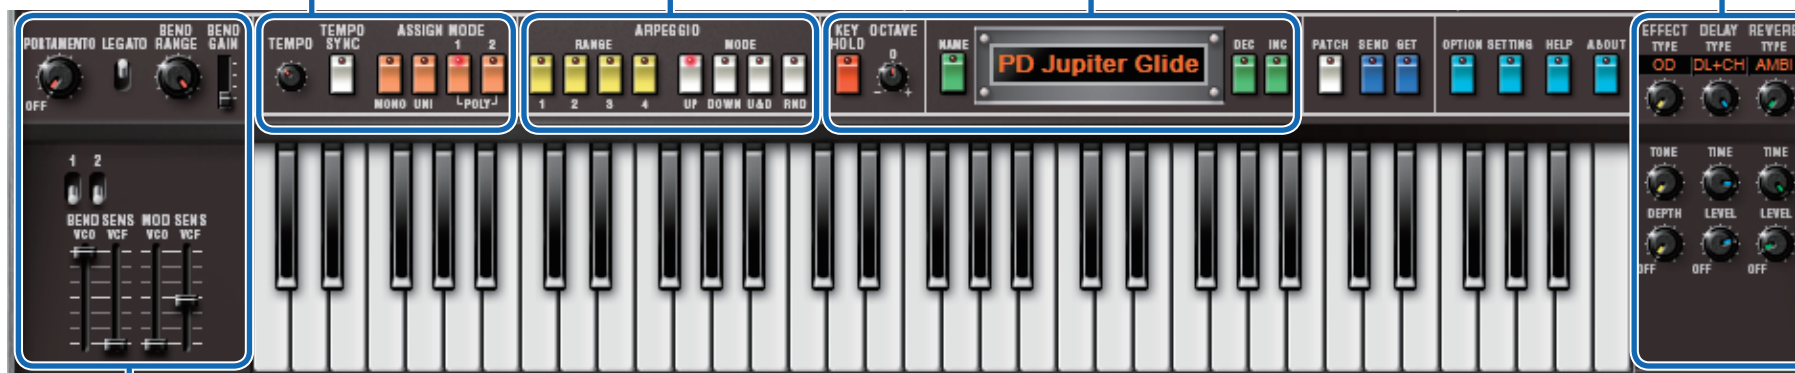 PORTAMENTO LEGATO BEND RANGE BEND GAIN
OFF
1 2
BEND SENS MOD SENS
VCO VCF VCO VCF
TEMPO TEMPO SYNC
ASSIGN MODE
1 2
MONO UNI POLY
ARPEGGIO
RANGE MODE
1 2 3 4 UP DOWN U&D RND
KEY HOLD OCTAVE
0
- +
NAME
PD Jupiter Glide
DEC INC
PATCH SEND GET
OPTION SETTING HELP ABOUT
EFFECT DELAY REVERB
TYPE TYPE TYPE
OD DL+CH AMBI
TONE TIME TIME
DEPTH LEVEL LEVEL
OFF OFF OFF